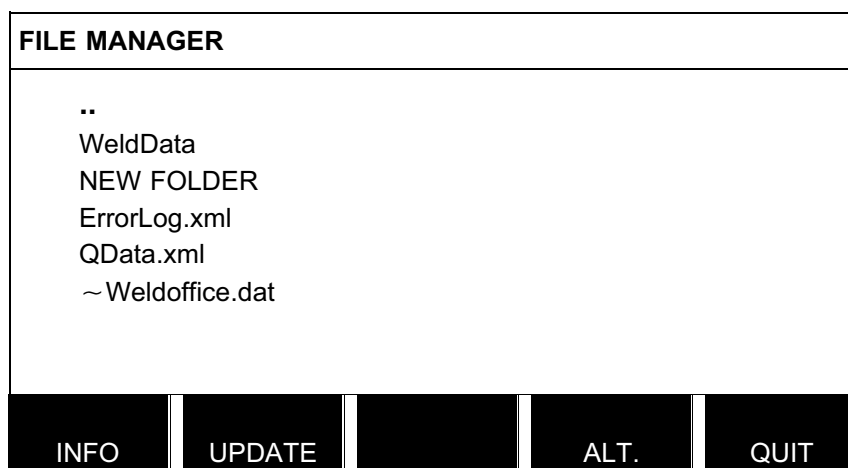 FILE MANAGER
..
WeldData
NEW FOLDER
ErrorLog.xml
QData.xml
~Weldoffice.dat
INFO UPDATE ALT. QUIT